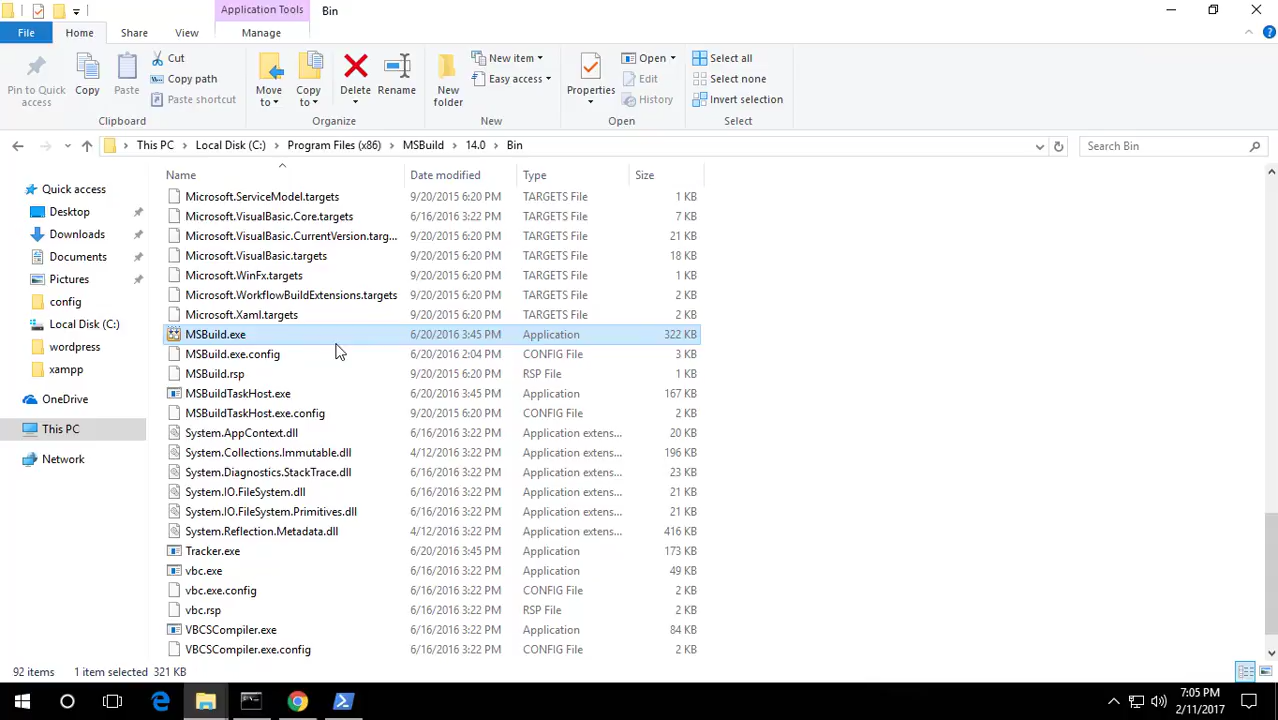 Application Tools
Bin
File
Home
Share
View
Manage
Pin to Quick access
Copy
Paste
Cut
Copy path
Paste shortcut
Clipboard
Move to
Copy to
Delete
Rename
Organize
New folder
New item
Easy access
New
Properties
Open
Edit
History
Open
Select all
Select none
Invert selection
Select
This PC
Local Disk (C:)
Program Files (x86)
MSBuild
14.0
Bin
Search Bin
Quick access
Desktop
Downloads
Documents
Pictures
config
Local Disk (C:)
wordpress
xampp
OneDrive
This PC
Network
Name Date modified Type Size
Microsoft.ServiceModel.targets 9/20/2015 6:20 PM TARGETS File 1 KB
Microsoft.VisualBasic.Core.targets 6/16/2016 3:22 PM TARGETS File 7 KB
Microsoft.VisualBasic.CurrentVersion.targ... 9/20/2015 6:20 PM TARGETS File 21 KB
Microsoft.VisualBasic.targets 9/20/2015 6:20 PM TARGETS File 18 KB
Microsoft.WinFx.targets 9/20/2015 6:20 PM TARGETS File 1 KB
Microsoft.WorkflowBuildExtensions.targets 9/20/2015 6:20 PM TARGETS File 2 KB
Microsoft.Xaml.targets 9/20/2015 6:20 PM TARGETS File 2 KB
MSBuild.exe 6/20/2016 3:45 PM Application 322 KB
MSBuild.exe.config 6/20/2016 2:04 PM CONFIG File 3 KB
MSBuild.rsp 9/20/2015 6:20 PM RSP File 1 KB
MSBuildTaskHost.exe 6/20/2016 3:45 PM Application 167 KB
MSBuildTaskHost.exe.config 9/20/2015 6:20 PM CONFIG File 2 KB
System.AppContext.dll 6/16/2016 3:22 PM Application extens... 20 KB
System.Collections.Immutable.dll 4/12/2016 3:22 PM Application extens... 196 KB
System.Diagnostics.StackTrace.dll 6/16/2016 3:22 PM Application extens... 23 KB
System.IO.FileSystem.dll 6/16/2016 3:22 PM Application extens... 21 KB
System.IO.FileSystem.Primitives.dll 6/16/2016 3:22 PM Application extens... 21 KB
System.Reflection.Metadata.dll 4/12/2016 3:22 PM Application extens... 416 KB
Tracker.exe 6/20/2016 3:45 PM Application 173 KB
vbc.exe 6/16/2016 3:22 PM Application 49 KB
vbc.exe.config 6/16/2016 3:22 PM CONFIG File 2 KB
vbc.rsp 6/16/2016 3:22 PM RSP File 2 KB
VBCSCompiler.exe 6/16/2016 3:22 PM Application 84 KB
VBCSCompiler.exe.config 6/16/2016 3:22 PM CONFIG File 2 KB
92 items
1 item selected 321 KB
7:05 PM
2/11/2017